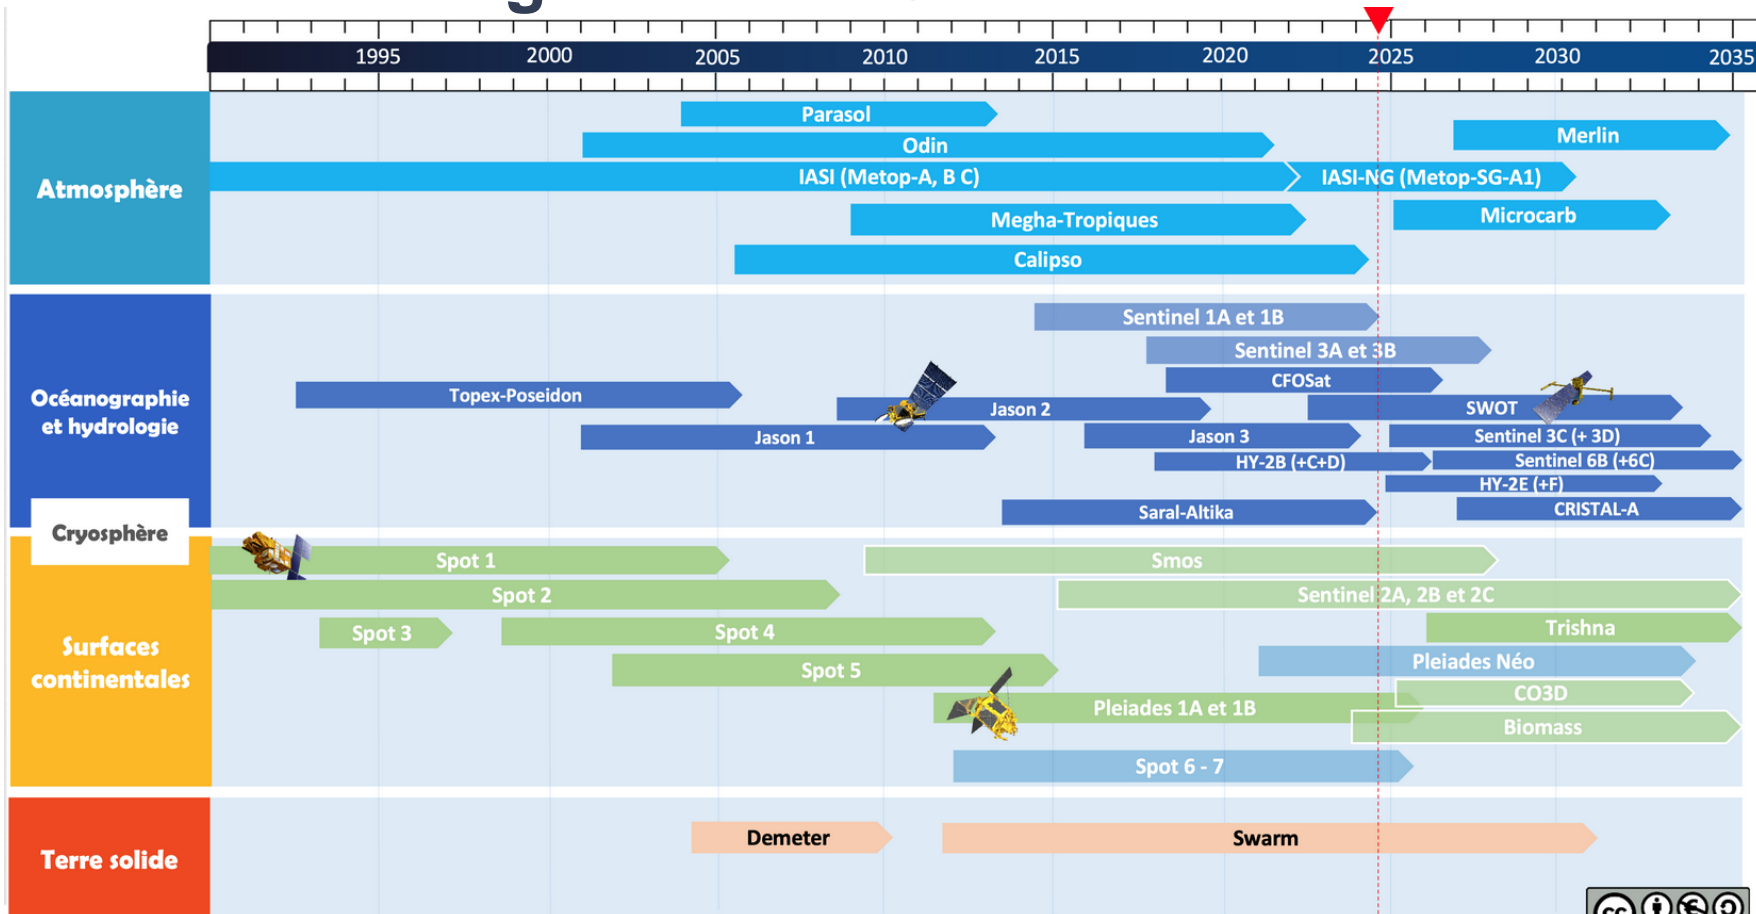 1995 2000 2005 2010 2015 2020 2025 2030 2035
Atmosphère
Parasol
Merlin
Odin
IASI (Metop-A, B C)
IASI-NG (Metop-SG-A1)
Microcarb
Megha-Tropiques
Calipso
Océanographie
et hydrologie
Sentinel 1A et 1B
Sentinel 3A et 3B
CFOSat
Topex-Poseidon
Jason 2
SWOT
Jason 1
Jason 3
Sentinel 3C (+ 3D)
HY-2B (+C+D)
Sentinel 6B (+6C)
HY-2E (+F)
Saral-Altika
CRISTAL-A
Cryosphère
Surfaces
continentales
Spot 1
Smos
Spot 2
Sentinel 2A, 2B et 2C
Spot 3
Spot 4
Trishna
Spot 5
Pleiades Néo
CO3D
Pleiades 1A et 1B
Biomass
Spot 6 - 7
Terre solide
Demeter
Swarm
cc